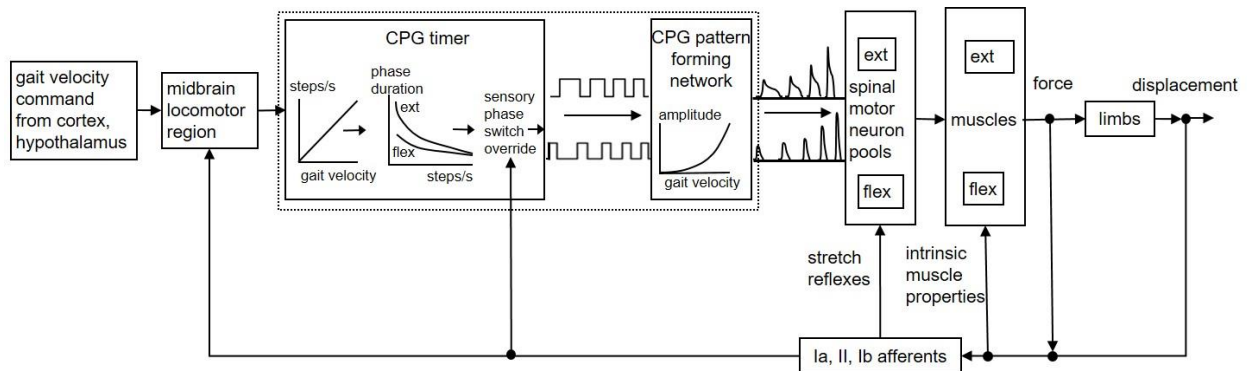 gait velocity
command
from cortex,
hypothalamus
midbrain
locomotor
region
CPG timer
steps/s
gait velocity
phase
duration
ext
flex
steps/s
sensory
phase
switch
override
CPG pattern
forming
network
amplitude
gait velocity
ext
spinal
motor
neuron
pools
flex
ext
muscles
flex
force
limbs
displacement
stretch
reflexes
intrinsic
muscle
properties
Ia, II, Ib afferents